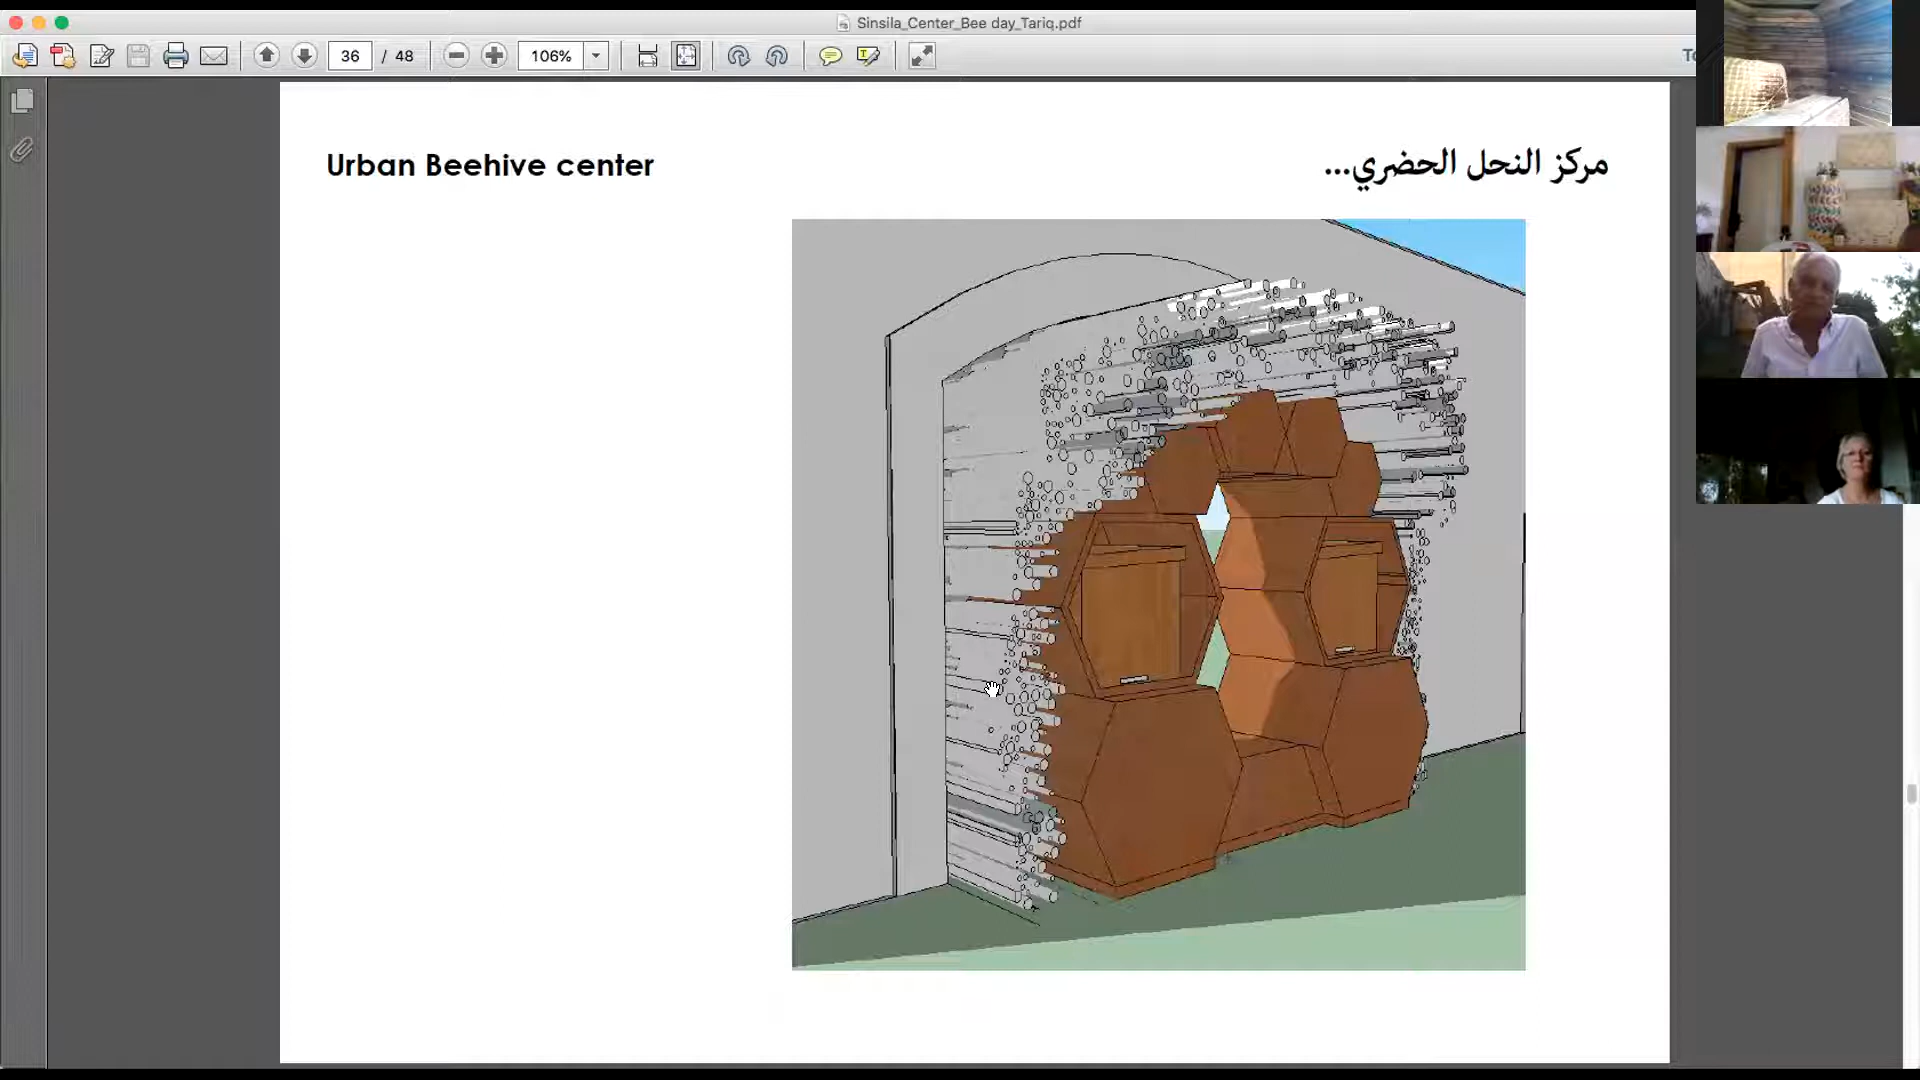 Sinsila_Center_Bee day_Tariq.pdf
36 / 48 106%
Urban Beehive center
مركز النحل الحضري...